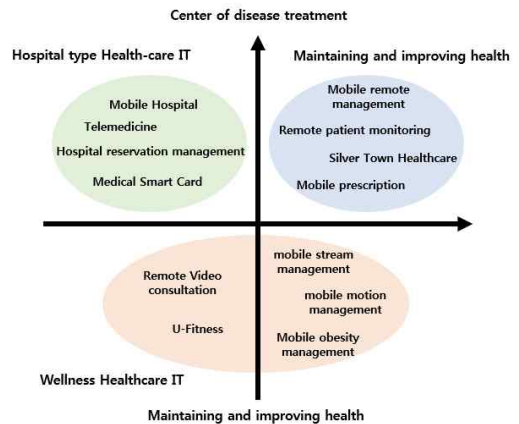 Center of disease treatment
Hospital type Health-care IT
Maintaining and improving health
Mobile Hospital
Telemedicine
Hospital reservation management
Medical Smart Card
Mobile remote
management
Remote patient monitoring
Silver Town Healthcare
Mobile prescription
Remote Video
consultation
U-Fitness
mobile stream
management
mobile motion
management
Mobile obesity
management
Wellness Healthcare IT
Maintaining and improving health